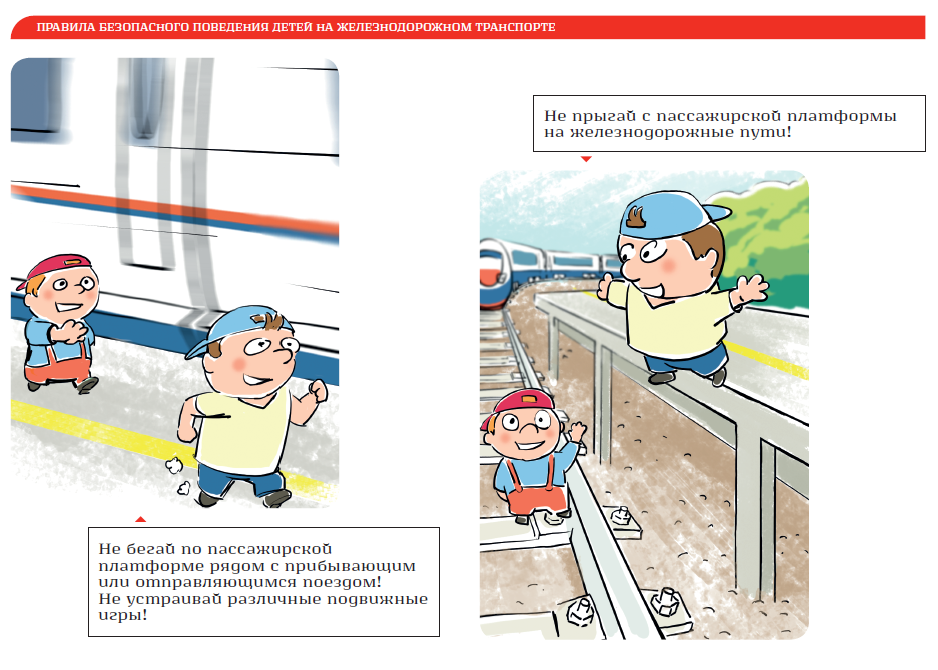 ПРАВИЛА БЕЗОПАСНОГО ПОВЕДЕНИЯ ДЕТЕЙ НА ЖЕЛЕЗНОДОРОЖНОМ ТРАНСПОРТЕ
Не бегай по пассажирской
платформе рядом с прибывающим
или отправляющимся поездом!
Не устраивай различные подвижные
игры!
Не прыгай с пассажирской платформы
на железнодорожные пути!